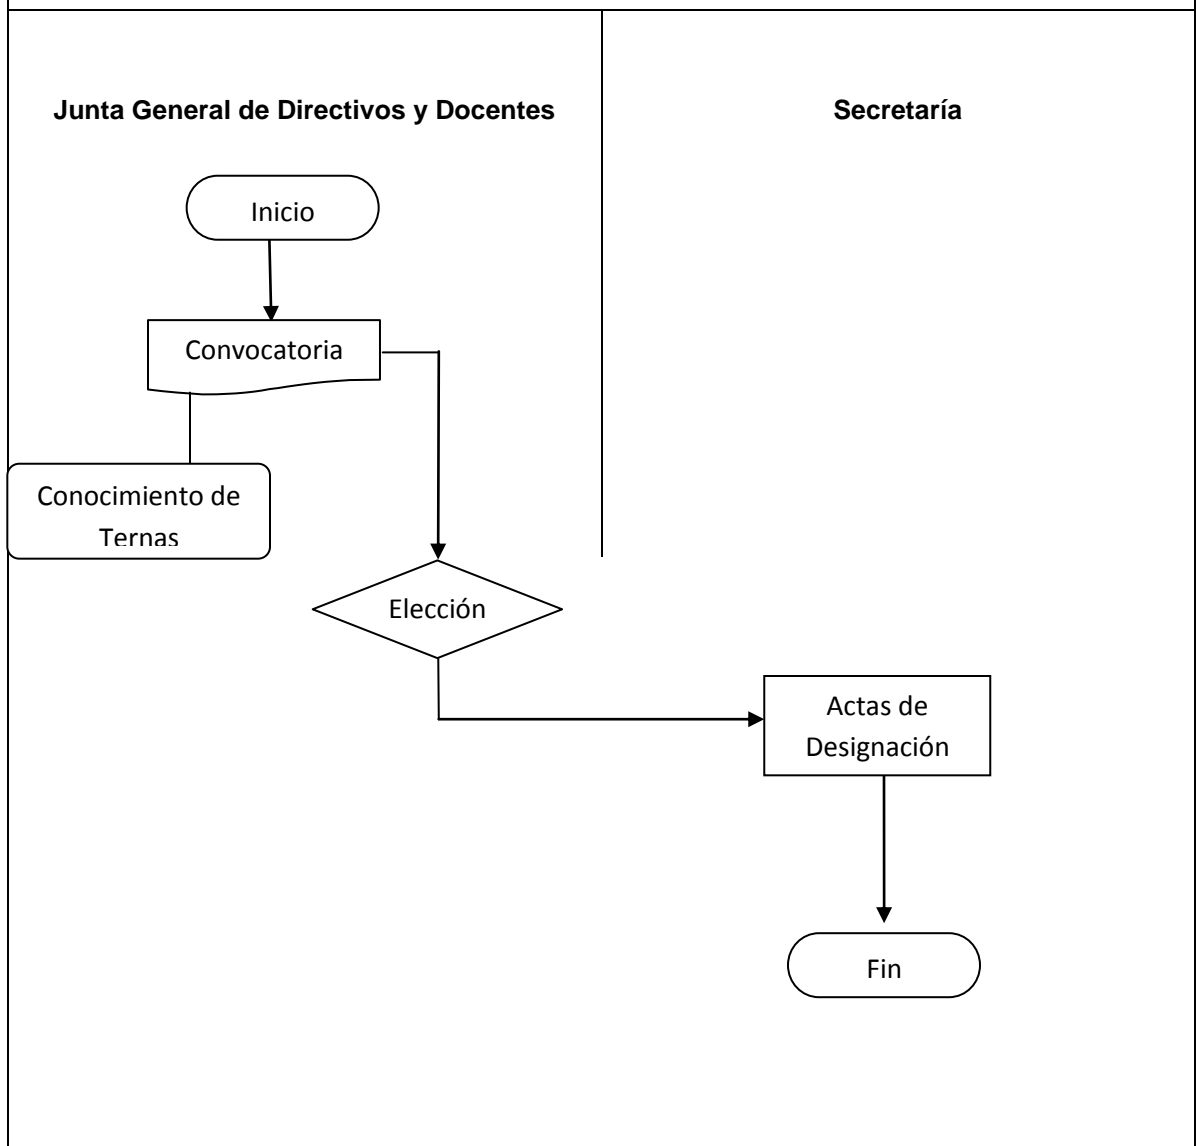 Junta General de Directivos y Docentes
Secretaría
Inicio
Convocatoria
Conocimiento de
Ternas
Elección
Actas de
Designación
Fin